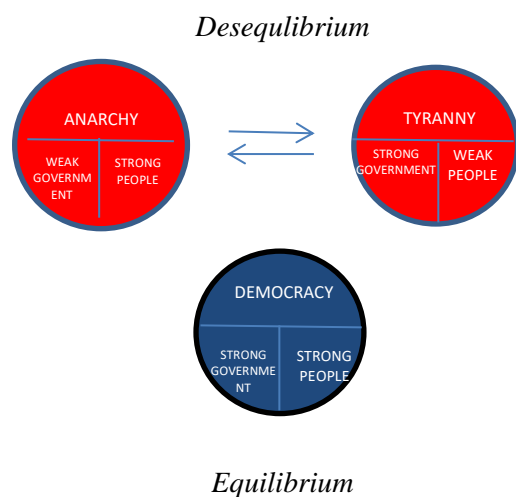 Desequlibrium
ANARCHY
WEAK
GOVERNM
ENT
STRONG
PEOPLE
TYRANNY
STRONG
GOVERNMENT
WEAK
PEOPLE
DEMOCRACY
STRONG
GOVERNME
NT
STRONG
PEOPLE
Equilibrium